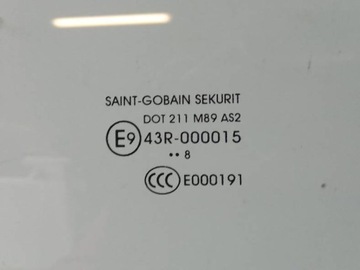 SAINT-GOBAIN SEKURIT
DOT 211 M89 AS2
E9 43R-000015
•• 8
CCC E000191